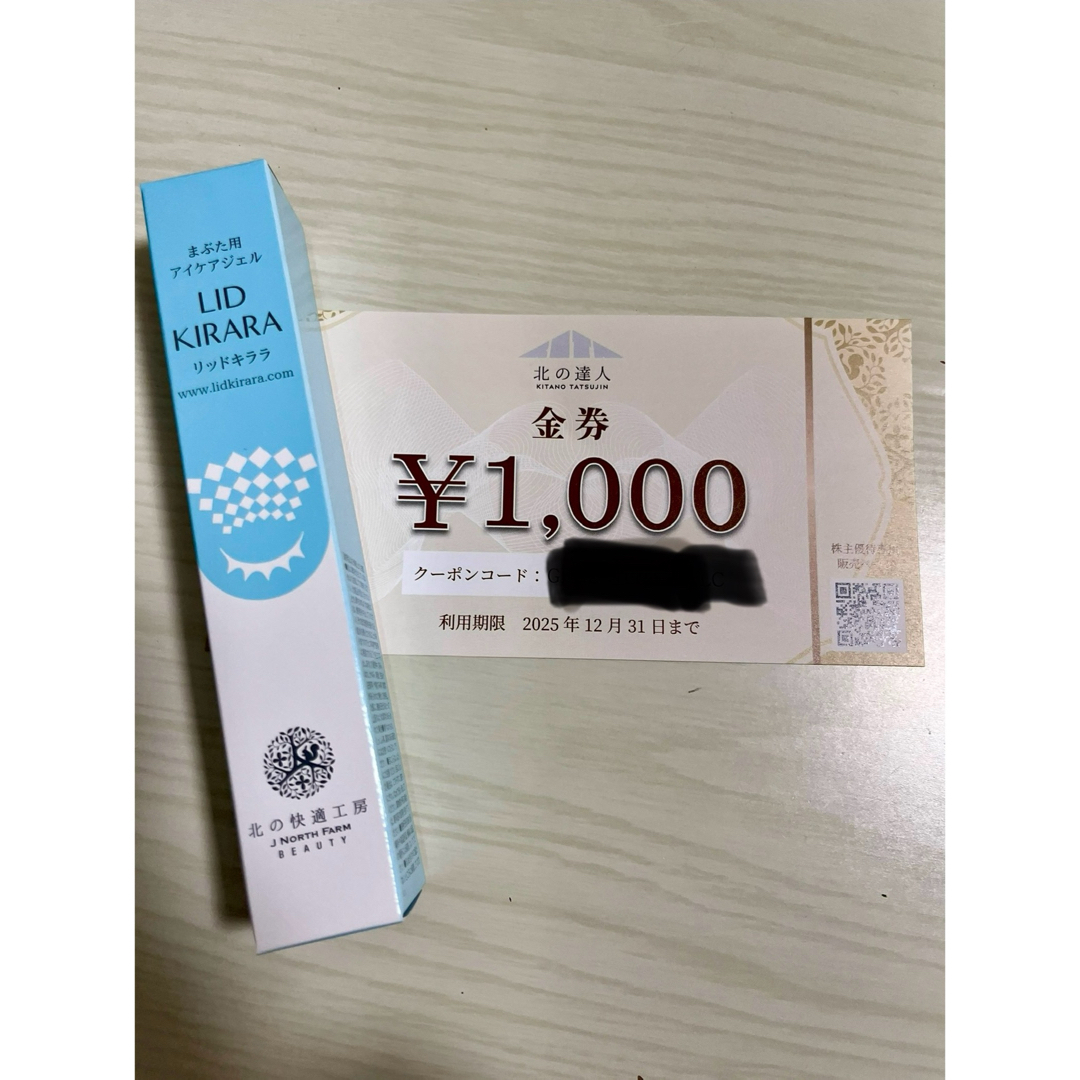 まぶた用
アイケアジェル
LID
KIRARA
リッドキララ
www.lidkirara.com
北の快適工房
J NORTH FARM
BEAUTY
北の達人
KITANO TATSUJIN
金券
¥1,000
クーポンコード：
利用期限 2025年12月31日まで
株主優待
販売